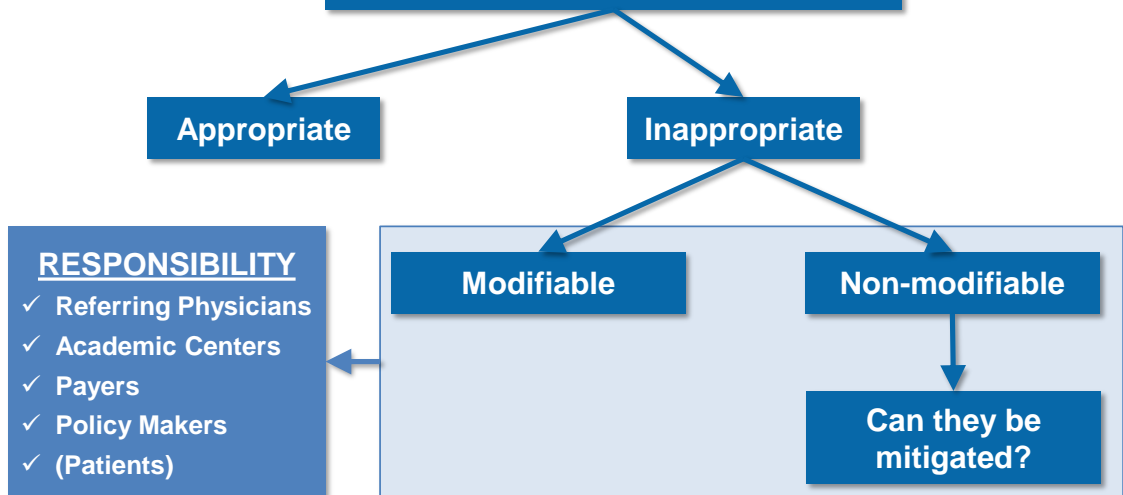 Appropriate
Inappropriate
RESPONSIBILITY
✓ Referring Physicians
✓ Academic Centers
✓ Payers
✓ Policy Makers
✓ (Patients)
Modifiable
Non-modifiable
Can they be
mitigated?